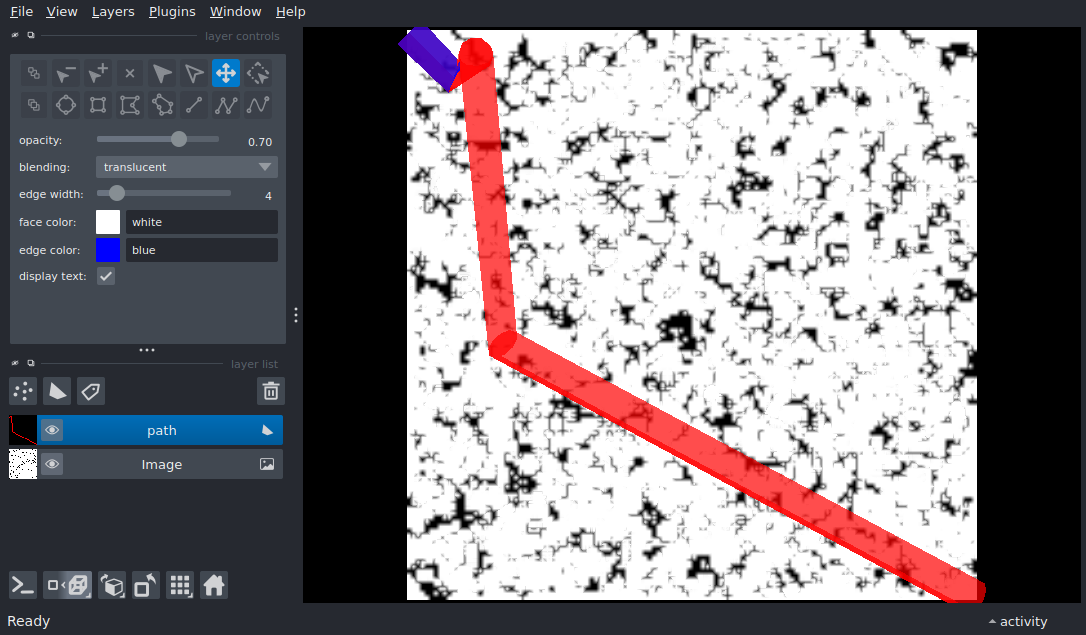 File View Layers Plugins Window Help
layer controls
opacity: 0.70
blending: translucent
edge width: 4
face color: white
edge color: blue
display text:
layer list
path
Image
Ready
activity